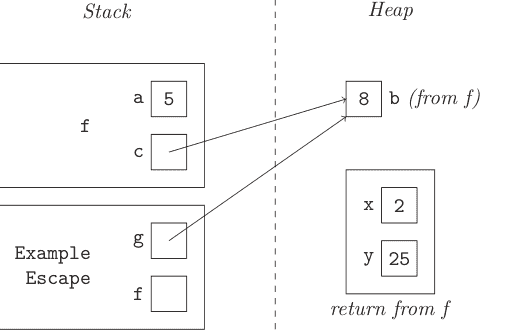 Stack
Heap
a 5
8 b (from f)
f
c
x 2
g
Example
Escape
y 25
f
return from f